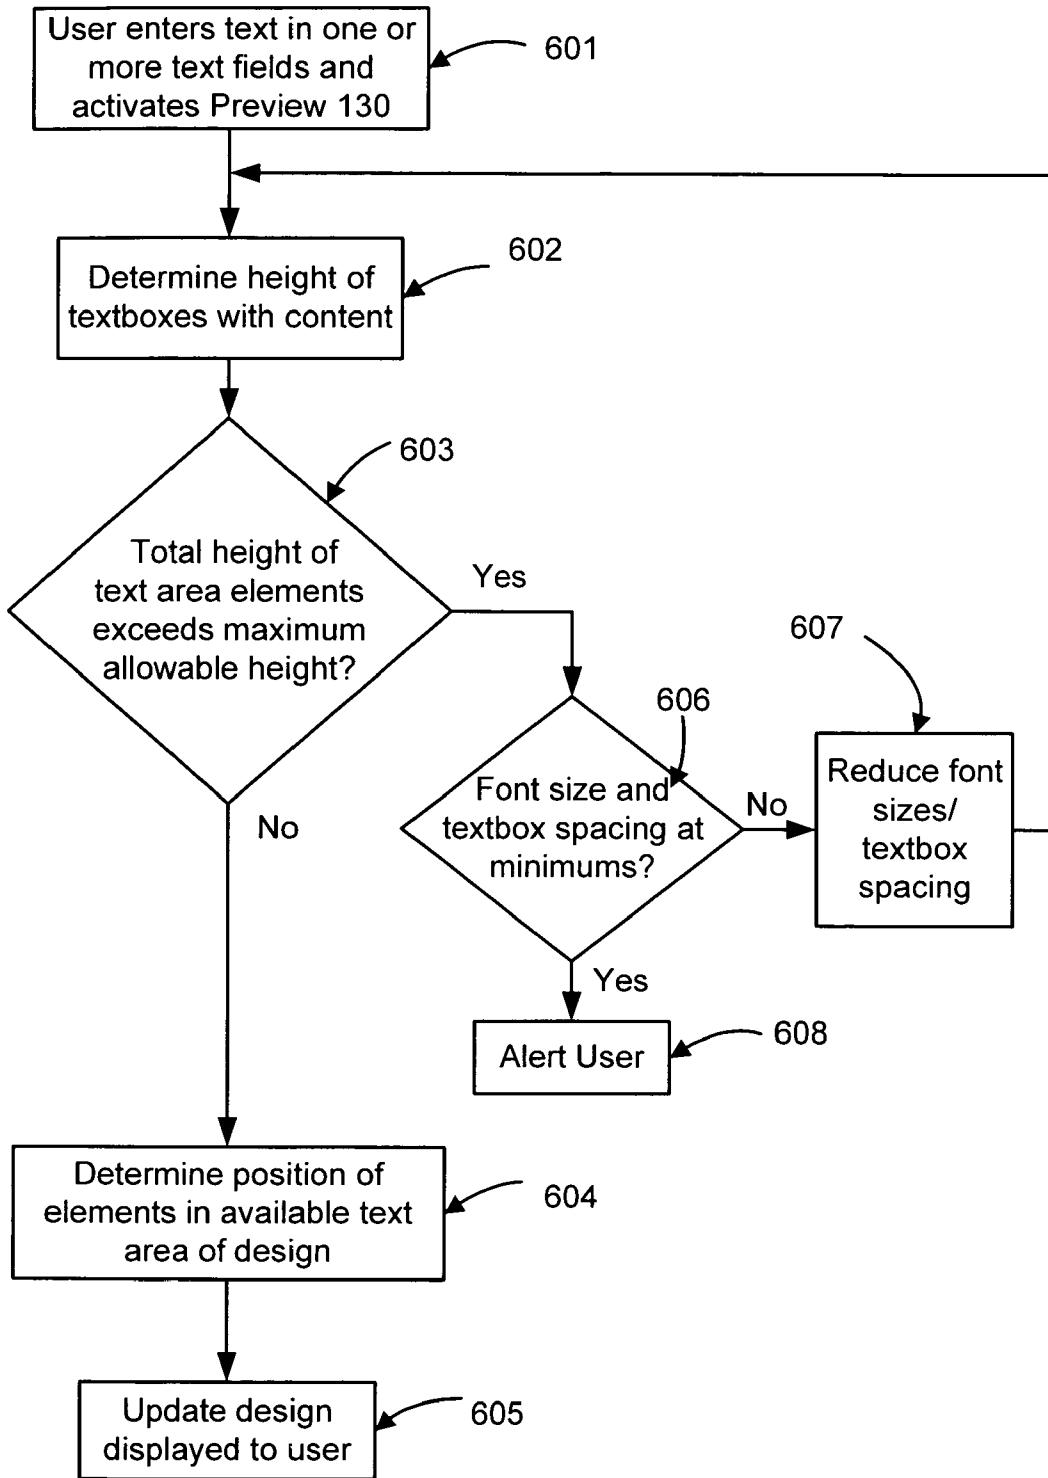 User enters text in one or
more text fields and
activates Preview 130
601
Determine height of
textboxes with content
602
603
Total height of
text area elements
exceeds maximum
allowable height?
Yes
No
606
Font size and
textbox spacing at
minimums?
No
607
Reduce font
sizes/
textbox
spacing
Yes
Alert User
608
Determine position of
elements in available text
area of design
604
Update design
displayed to user
605